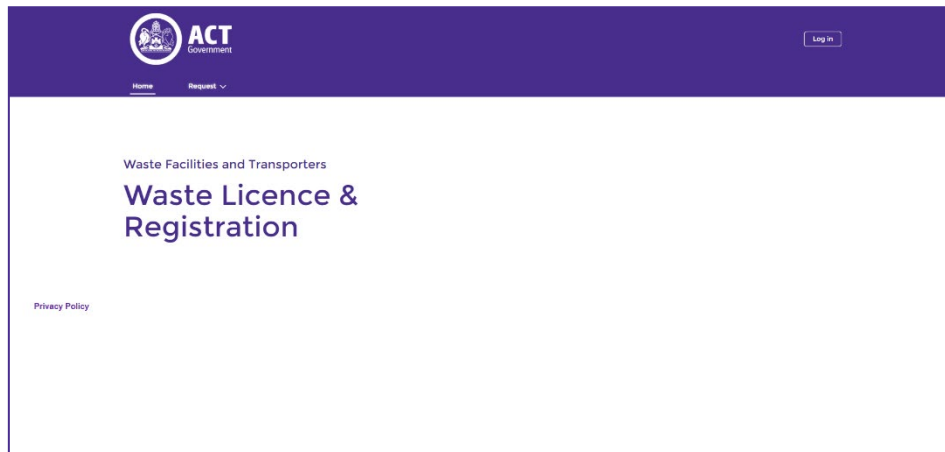 ACT
Government
Log in
Home
Request
Waste Facilities and Transporters
Waste Licence &
Registration
Privacy Policy